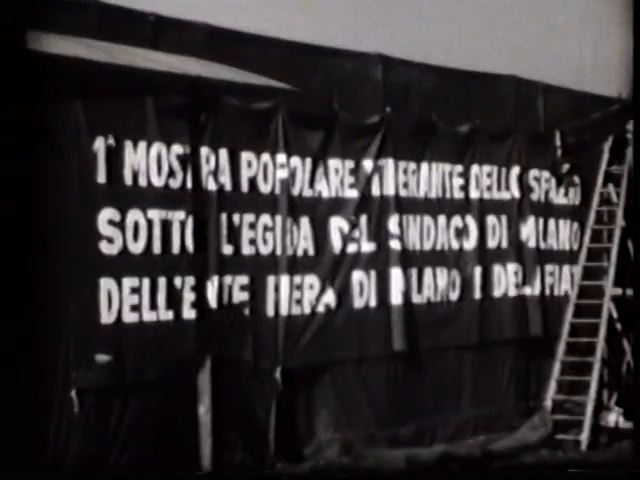 1ª MOSTRA POPOLARE ITINERANTE DELLO SPAZIO
SOTTO L'EGIDA DEL SINDACO DI MILANO
DELL'ENTE FIERA DI MILANO E DELLA FIAT